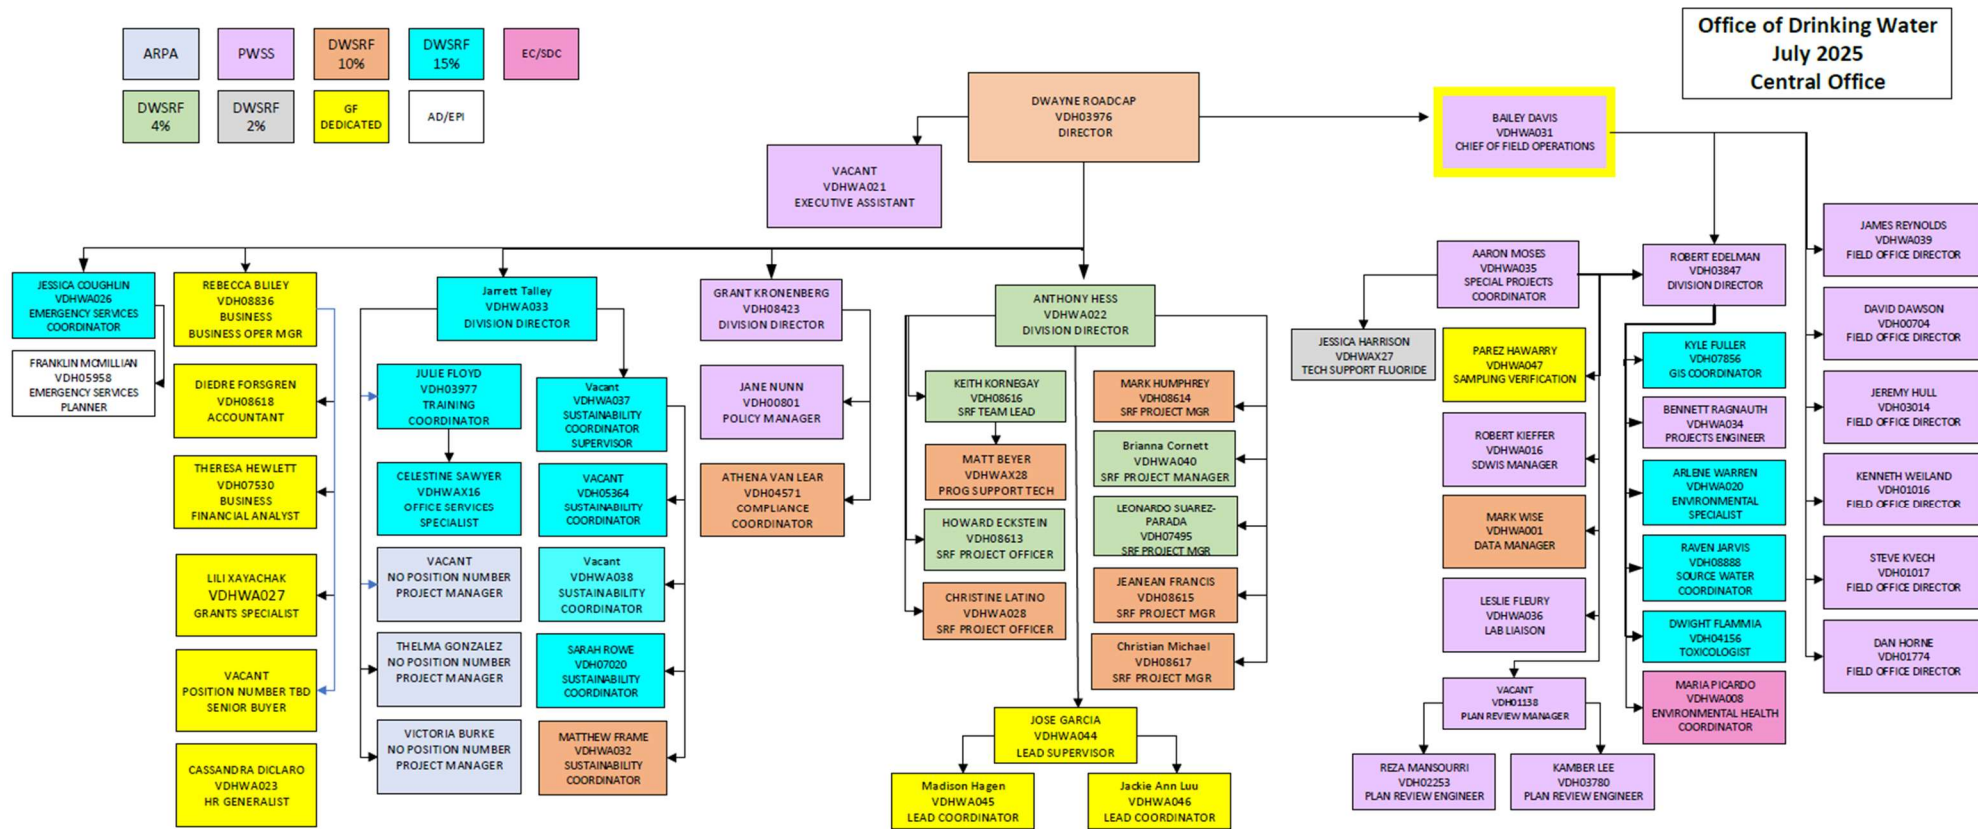 Office of Drinking Water
July 2025
Central Office
ARPA
PWSS
DWSRF
10%
DWSRF
15%
EC/SDC
DWSRF
4%
DWSRF
2%
GF
DEDICATED
AD/EPI
DWAYNE ROADCAP
VDH03976
DIRECTOR
BAILEY DAVIS
VDHWA031
CHIEF OF FIELD OPERATIONS
VACANT
VDHWA021
EXECUTIVE ASSISTANT
JESSICA COUGHLIN
VDHWA026
EMERGENCY SERVICES
COORDINATOR
FRANKLIN MCMILLIAN
VDH05958
EMERGENCY SERVICES
PLANNER
REBECCA BLILEY
VDH08836
BUSINESS
BUSINESS OPER MGR
DIEDRE FORSGREN
VDH08618
ACCOUNTANT
THERESA HEWLETT
VDH07530
BUSINESS
FINANCIAL ANALYST
LILI XAYACHAK
VDHWA027
GRANTS SPECIALIST
VACANT
POSITION NUMBER TBD
SENIOR BUYER
CASSANDRA DICLARO
VDHWA023
HR GENERALIST
Jarrett Talley
VDHWA033
DIVISION DIRECTOR
JULIE FLOYD
VDH03977
TRAINING
COORDINATOR
CELESTINE SAWYER
VDHWAX16
OFFICE SERVICES
SPECIALIST
VACANT
NO POSITION NUMBER
PROJECT MANAGER
THELMA GONZALEZ
NO POSITION NUMBER
PROJECT MANAGER
VICTORIA BURKE
NO POSITION NUMBER
PROJECT MANAGER
Vacant
VDHWA037
SUSTAINABILITY
COORDINATOR
SUPERVISOR
VACANT
VDH05364
SUSTAINABILITY
COORDINATOR
Vacant
VDHWA038
SUSTAINABILITY
COORDINATOR
SARAH ROWE
VDH07020
SUSTAINABILITY
COORDINATOR
MATTHEW FRAME
VDHWA032
SUSTAINABILITY
COORDINATOR
GRANT KRONENBERG
VDH08423
DIVISION DIRECTOR
JANE NUNN
VDH00801
POLICY MANAGER
ATHENA VAN LEAR
VDH04571
COMPLIANCE
COORDINATOR
ANTHONY HESS
VDHWA022
DIVISION DIRECTOR
KEITH KORNEGAY
VDH08616
SRF TEAM LEAD
MATT BEYER
VDHWAX28
PROG SUPPORT TECH
HOWARD ECKSTEIN
VDH08613
SRF PROJECT OFFICER
CHRISTINE LATINO
VDHWA028
SRF PROJECT OFFICER
MARK HUMPHREY
VDH08614
SRF PROJECT MGR
Brianna Cornett
VDHWA040
SRF PROJECT MANAGER
LEONARDO SUAREZ-
PARADA
VDH07495
SRF PROJECT MGR
JEANEAN FRANCIS
VDH08615
SRF PROJECT MGR
Christian Michael
VDH08617
SRF PROJECT MGR
JOSE GARCIA
VDHWA044
LEAD SUPERVISOR
Madison Hagen
VDHWA045
LEAD COORDINATOR
Jackie Ann Luu
VDHWA046
LEAD COORDINATOR
AARON MOSES
VDHWA035
SPECIAL PROJECTS
COORDINATOR
JESSICA HARRISON
VDHWAX27
TECH SUPPORT FLUORIDE
PAREZ HAWARRY
VDHWA047
SAMPLING VERIFICATION
ROBERT KIEFFER
VDHWA016
SDWIS MANAGER
MARK WISE
VDHWA001
DATA MANAGER
LESLIE FLEURY
VDHWA036
LAB LIAISON
VACANT
VDH01138
PLAN REVIEW MANAGER
REZA MANSOURRI
VDH02253
PLAN REVIEW ENGINEER
KAMBER LEE
VDH03780
PLAN REVIEW ENGINEER
ROBERT EDELMAN
VDH03847
DIVISION DIRECTOR
KYLE FULLER
VDH07856
GIS COORDINATOR
BENNETT RAGNAUTH
VDHWA034
PROJECTS ENGINEER
ARLENE WARREN
VDHWA020
ENVIRONMENTAL
SPECIALIST
RAVEN JARVIS
VDH08888
SOURCE WATER
COORDINATOR
DWIGHT FLAMMIA
VDH04156
TOXICOLOGIST
MARIA PICARDO
VDHWA008
ENVIRONMENTAL HEALTH
COORDINATOR
JAMES REYNOLDS
VDHWA039
FIELD OFFICE DIRECTOR
DAVID DAWSON
VDH00704
FIELD OFFICE DIRECTOR
JEREMY HULL
VDH03014
FIELD OFFICE DIRECTOR
KENNETH WEILAND
VDH01016
FIELD OFFICE DIRECTOR
STEVE KVECH
VDH01017
FIELD OFFICE DIRECTOR
DAN HORNE
VDH01774
FIELD OFFICE DIRECTOR